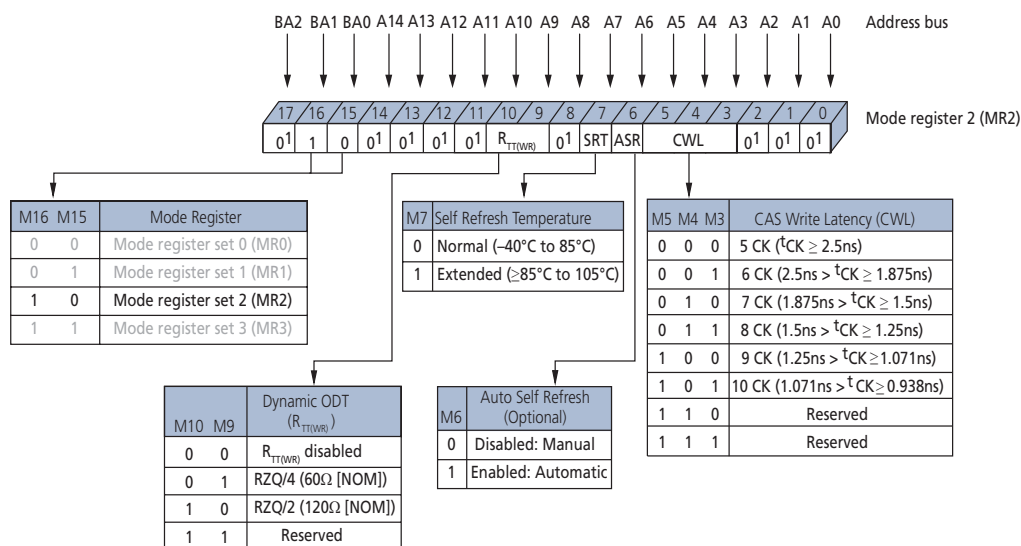 BA2 BA1 BA0 A14 A13 A12 A11 A10 A9 A8 A7 A6 A5 A4 A3 A2 A1 A0 Address bus
17 16 15 14 13 12 11 10 9 8 7 6 5 4 3 2 1 0
Mode register 2 (MR2)
0¹ 1 0 0¹ 0¹ 0¹ 0¹ R_TT(WR) 0¹ SRT ASR CWL 0¹ 0¹ 0¹
M16 M15 Mode Register
0 0 Mode register set 0 (MR0)
0 1 Mode register set 1 (MR1)
1 0 Mode register set 2 (MR2)
1 1 Mode register set 3 (MR3)
M7 Self Refresh Temperature
0 Normal (–40°C to 85°C)
1 Extended (≥85°C to 105°C)
M5 M4 M3 CAS Write Latency (CWL)
0 0 0 5 CK (ᵗCK ≥ 2.5ns)
0 0 1 6 CK (2.5ns > ᵗCK ≥ 1.875ns)
0 1 0 7 CK (1.875ns > ᵗCK ≥ 1.5ns)
0 1 1 8 CK (1.5ns > ᵗCK ≥ 1.25ns)
1 0 0 9 CK (1.25ns > ᵗCK ≥1.071ns)
1 0 1 10 CK (1.071ns > ᵗCK ≥ 0.938ns)
1 1 0 Reserved
1 1 1 Reserved
M10 M9 Dynamic ODT
(R_TT(WR))
0 0 R_TT(WR) disabled
0 1 RZQ/4 (60Ω [NOM])
1 0 RZQ/2 (120Ω [NOM])
1 1 Reserved
M6 Auto Self Refresh
(Optional)
0 Disabled: Manual
1 Enabled: Automatic